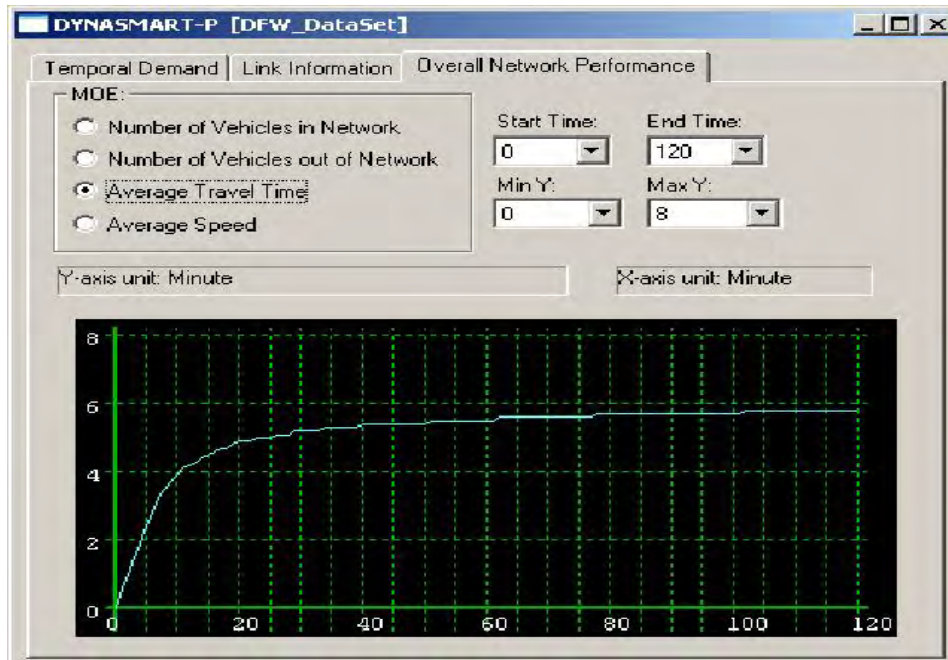 DYNASMART-P [DFW_DataSet]
Temporal Demand
Link Information
Overall Network Performance
MOE:
Number of Vehicles in Network
Number of Vehicles out of Network
Average Travel Time
Average Speed
Start Time:
End Time:
0
120
Min Y:
Max Y:
0
8
Y-axis unit: Minute
X-axis unit: Minute
8
6
4
2
0
0 20 40 60 80 100 120